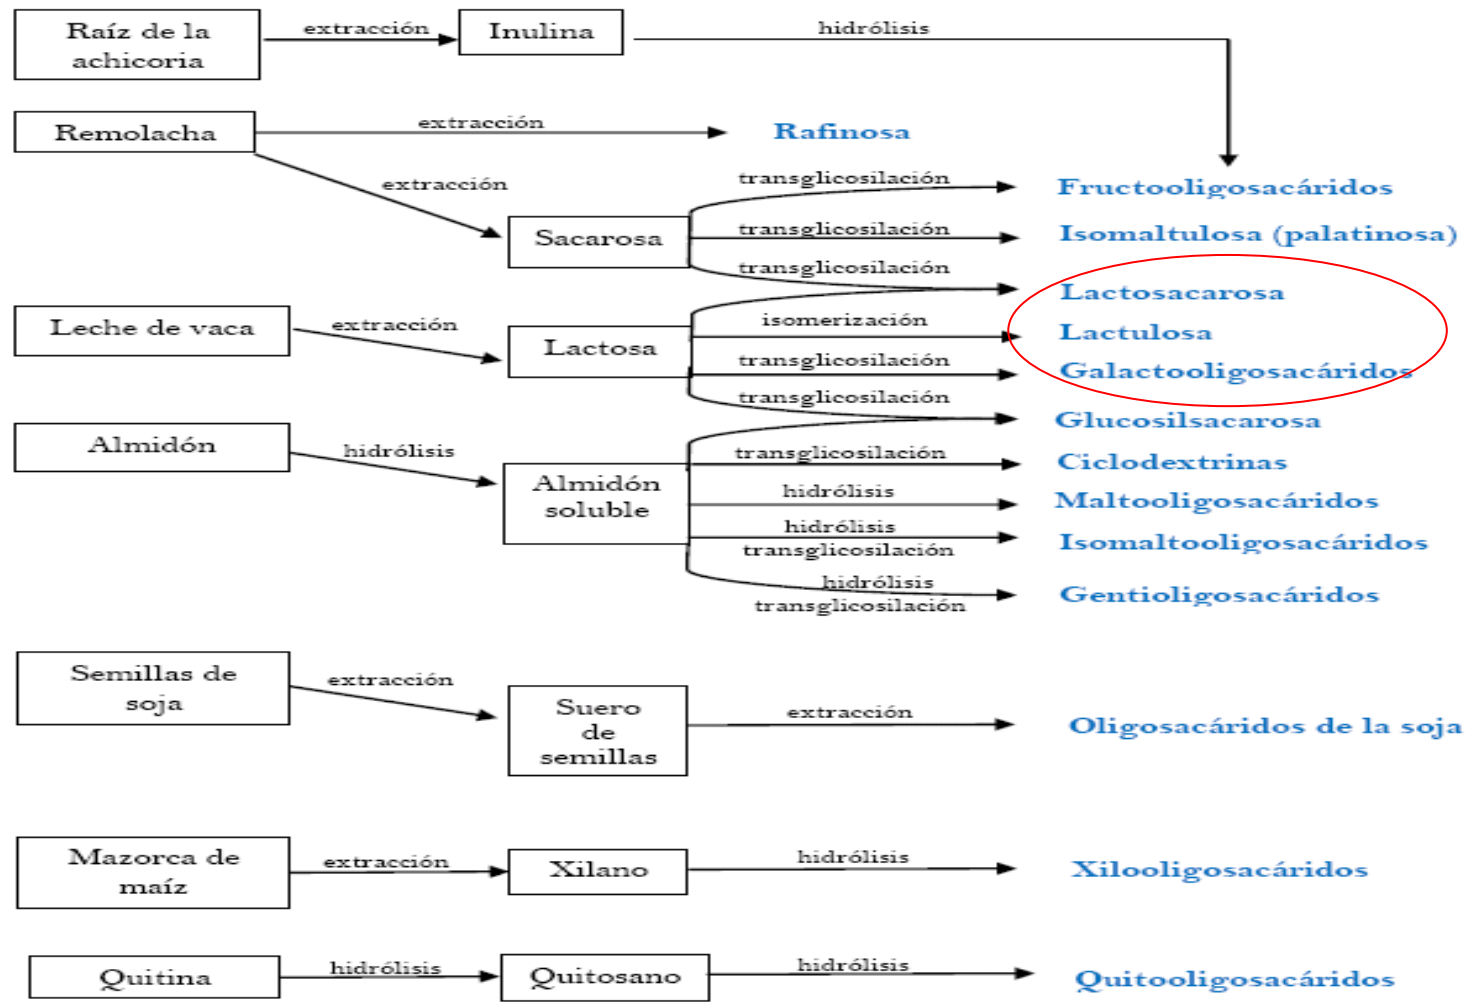 Raíz de la
achicoria
extracción
Inulina
hidrólisis
Remolacha
extracción
Rafinosa
extracción
Sacarosa
transglicosilación
Fructooligosacáridos
transglicosilación
Isomaltulosa (palatinosa)
transglicosilación
Lactosacarosa
Leche de vaca
extracción
Lactosa
isomerización
Lactulosa
transglicosilación
Galactooligosacáridos
transglicosilación
Glucosilsacarosa
Almidón
hidrólisis
Almidón
soluble
transglicosilación
Ciclodextrinas
hidrólisis
Maltooligosacáridos
hidrólisis
transglicosilación
Isomaltooligosacáridos
hidrólisis
transglicosilación
Gentioligosacáridos
Semillas de
soja
extracción
Suero
de
semillas
extracción
Oligosacáridos de la soja
Mazorca de
maíz
extracción
Xilano
hidrólisis
Xilooligosacáridos
Quitina
hidrólisis
Quitosano
hidrólisis
Quitooligosacáridos